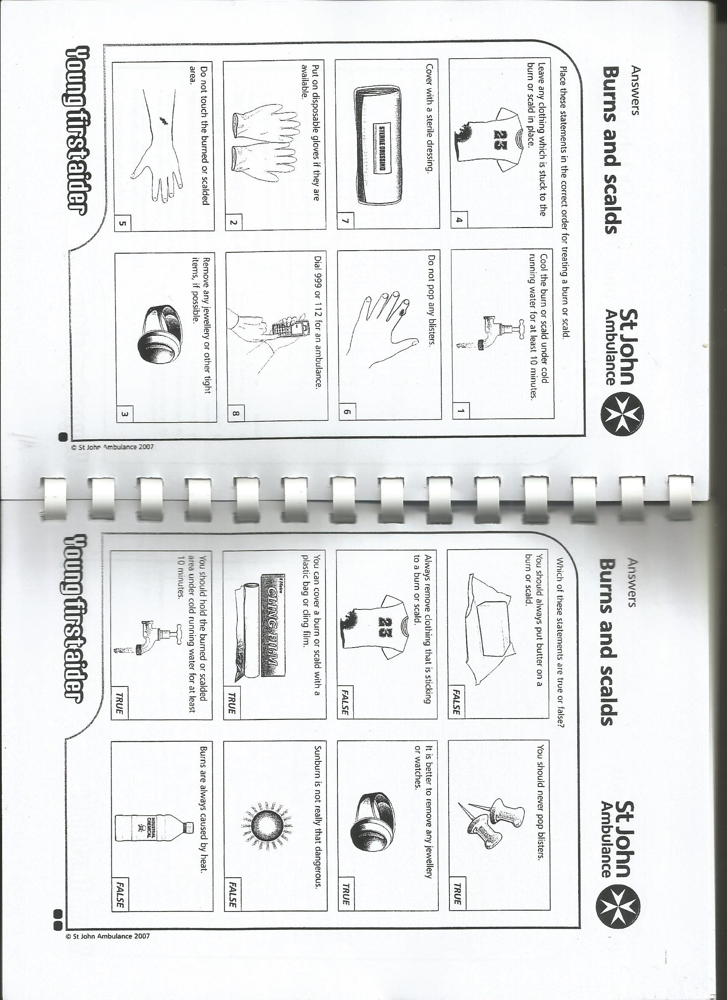 Answers
Burns and scalds
St John
Ambulance
Place these statements in the correct order for treating a burn or scald.
Leave any clothing which is stuck to the
burn or scald in place.
25
4
Cool the burn or scald under cold
running water for at least 10 minutes.
1
Cover with a sterile dressing.
STERILE DRESSING
7
Do not pop any blisters.
6
Put on disposable gloves if they are
available.
2
Dial 999 or 112 for an ambulance.
8
Do not touch the burned or scalded
area.
5
Remove any jewellery or other tight
items, if possible.
3
Young first aider
© St John Ambulance 2007
Answers
Burns and scalds
St John
Ambulance
Which of these statements are true or false?
You should always put butter on a
burn or scald.
FALSE
You should never pop blisters.
TRUE
Always remove clothing that is sticking
to a burn or scald.
25
FALSE
It is better to remove any jewellery
or watches.
TRUE
You can cover a burn or scald with a
plastic bag or cling film.
CLING FILM
TRUE
Sunburn is not really that dangerous.
FALSE
You should hold the burned or scalded
area under cold running water for at least
10 minutes.
TRUE
Burns are always caused by heat.
INDUSTRIAL
CHEMICAL
FALSE
Young first aider
© St John Ambulance 2007